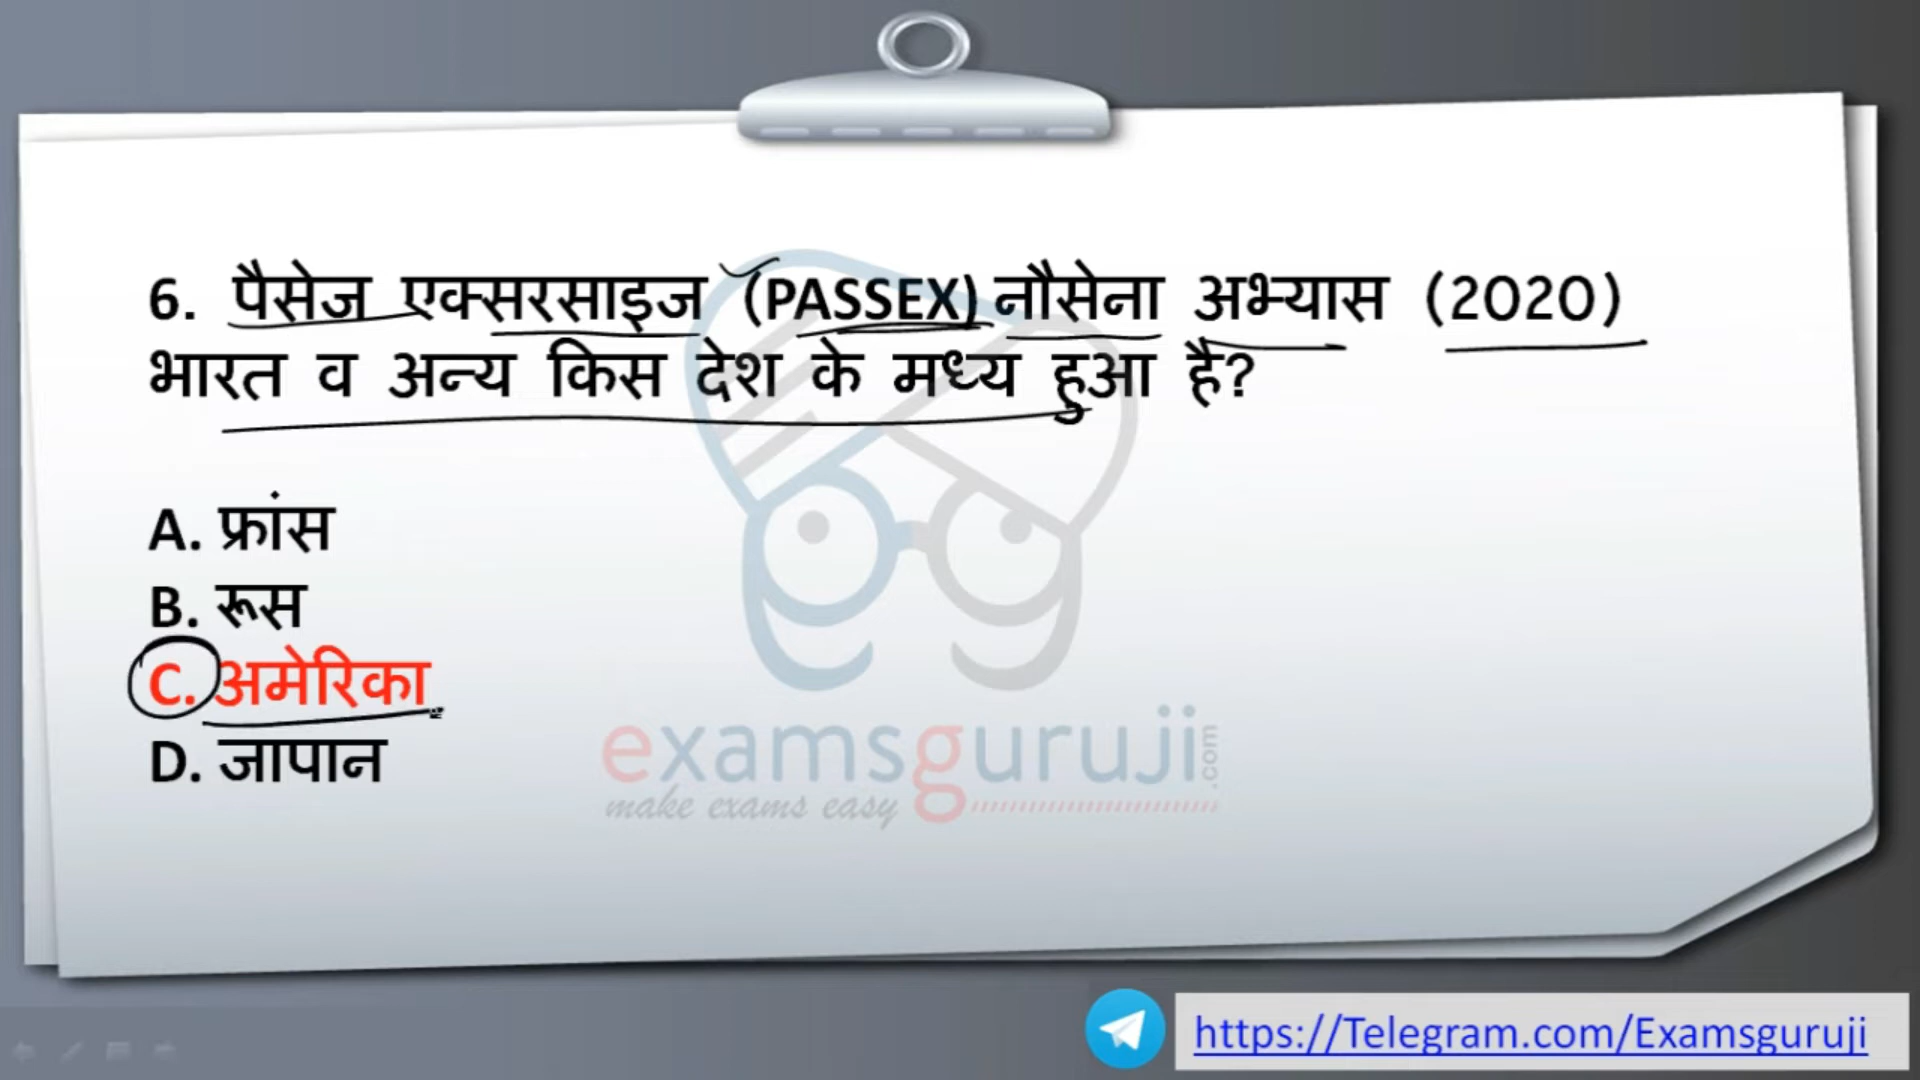 6. पैसेज एक्सरसाइज (PASSEX) नौसेना अभ्यास (2020)
भारत व अन्य किस देश के मध्य हुआ है?
A. फ्रांस
B. रूस
C. अमेरिका
D. जापान
examsguruji.com
make exams easy
https://Telegram.com/Examsguruji